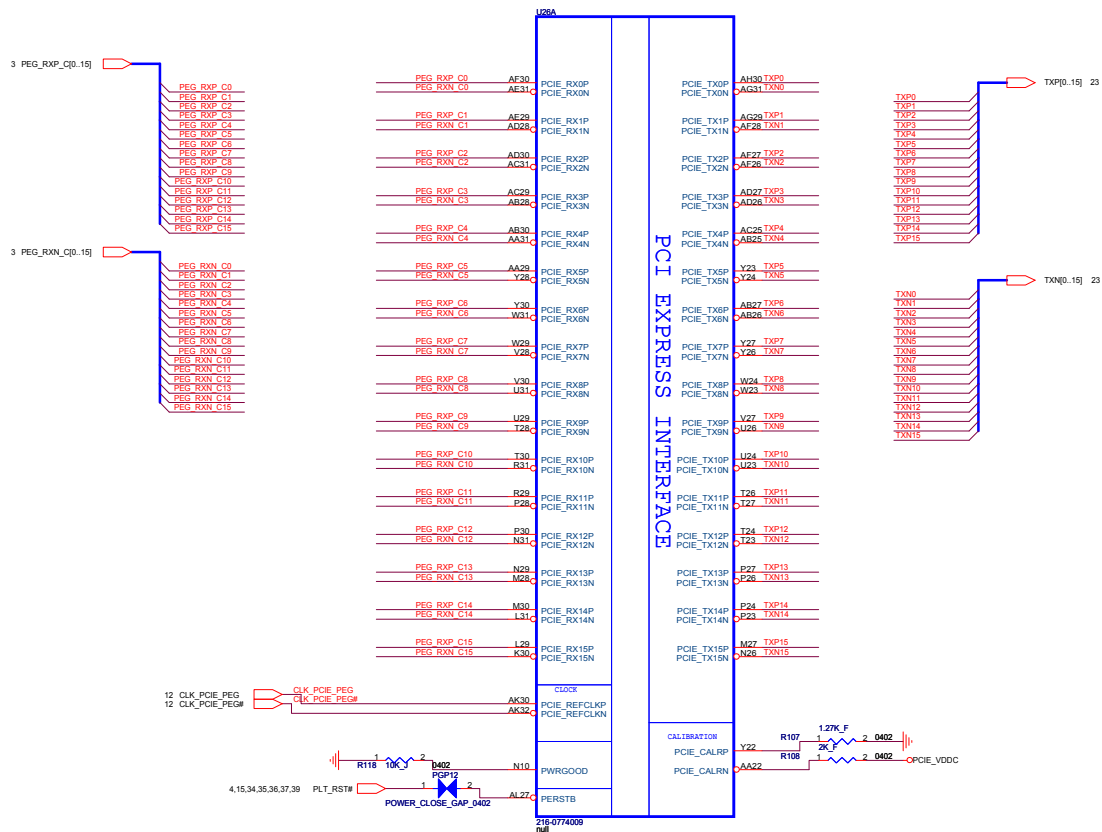 U26A
3 PEG_RXP_C[0..15]
PEG_RXP_C0
PEG_RXP_C1
PEG_RXP_C2
PEG_RXP_C3
PEG_RXP_C4
PEG_RXP_C5
PEG_RXP_C6
PEG_RXP_C7
PEG_RXP_C8
PEG_RXP_C9
PEG_RXP_C10
PEG_RXP_C11
PEG_RXP_C12
PEG_RXP_C13
PEG_RXP_C14
PEG_RXP_C15
3 PEG_RXN_C[0..15]
PEG_RXN_C0
PEG_RXN_C1
PEG_RXN_C2
PEG_RXN_C3
PEG_RXN_C4
PEG_RXN_C5
PEG_RXN_C6
PEG_RXN_C7
PEG_RXN_C8
PEG_RXN_C9
PEG_RXN_C10
PEG_RXN_C11
PEG_RXN_C12
PEG_RXN_C13
PEG_RXN_C14
PEG_RXN_C15
PEG_RXP_C0 AF30 PCIE_RX0P PCIE_TX0P AH30 TXP0
PEG_RXN_C0 AE31 PCIE_RX0N PCIE_TX0N AG31 TXN0
PEG_RXP_C1 AE29 PCIE_RX1P PCIE_TX1P AG29 TXP1
PEG_RXN_C1 AD28 PCIE_RX1N PCIE_TX1N AF28 TXN1
PEG_RXP_C2 AD30 PCIE_RX2P PCIE_TX2P AF27 TXP2
PEG_RXN_C2 AC31 PCIE_RX2N PCIE_TX2N AF26 TXN2
PEG_RXP_C3 AC29 PCIE_RX3P PCIE_TX3P AD27 TXP3
PEG_RXN_C3 AB28 PCIE_RX3N PCIE_TX3N AD26 TXN3
PEG_RXP_C4 AB30 PCIE_RX4P PCIE_TX4P AC25 TXP4
PEG_RXN_C4 AA31 PCIE_RX4N PCIE_TX4N AB25 TXN4
PEG_RXP_C5 AA29 PCIE_RX5P PCIE_TX5P Y23 TXP5
PEG_RXN_C5 Y28 PCIE_RX5N PCIE_TX5N Y24 TXN5
PEG_RXP_C6 Y30 PCIE_RX6P PCIE_TX6P AB27 TXP6
PEG_RXN_C6 W31 PCIE_RX6N PCIE_TX6N AB26 TXN6
PEG_RXP_C7 W29 PCIE_RX7P PCIE_TX7P Y27 TXP7
PEG_RXN_C7 V28 PCIE_RX7N PCIE_TX7N Y26 TXN7
PEG_RXP_C8 V30 PCIE_RX8P PCIE_TX8P W24 TXP8
PEG_RXN_C8 U31 PCIE_RX8N PCIE_TX8N W23 TXN8
PEG_RXP_C9 U29 PCIE_RX9P PCIE_TX9P V27 TXP9
PEG_RXN_C9 T28 PCIE_RX9N PCIE_TX9N U26 TXN9
PEG_RXP_C10 T30 PCIE_RX10P PCIE_TX10P U24 TXP10
PEG_RXN_C10 R31 PCIE_RX10N PCIE_TX10N U23 TXN10
PEG_RXP_C11 R29 PCIE_RX11P PCIE_TX11P T26 TXP11
PEG_RXN_C11 P28 PCIE_RX11N PCIE_TX11N T27 TXN11
PEG_RXP_C12 P30 PCIE_RX12P PCIE_TX12P T24 TXP12
PEG_RXN_C12 N31 PCIE_RX12N PCIE_TX12N T23 TXN12
PEG_RXP_C13 N29 PCIE_RX13P PCIE_TX13P P27 TXP13
PEG_RXN_C13 M28 PCIE_RX13N PCIE_TX13N P26 TXN13
PEG_RXP_C14 M30 PCIE_RX14P PCIE_TX14P P24 TXP14
PEG_RXN_C14 L31 PCIE_RX14N PCIE_TX14N P23 TXN14
PEG_RXP_C15 L29 PCIE_RX15P PCIE_TX15P M27 TXP15
PEG_RXN_C15 K30 PCIE_RX15N PCIE_TX15N N26 TXN15
PCI EXPRESS INTERFACE
TXP[0..15] 23
TXP0
TXP1
TXP2
TXP3
TXP4
TXP5
TXP6
TXP7
TXP8
TXP9
TXP10
TXP11
TXP12
TXP13
TXP14
TXP15
TXN[0..15] 23
TXN0
TXN1
TXN2
TXN3
TXN4
TXN5
TXN6
TXN7
TXN8
TXN9
TXN10
TXN11
TXN12
TXN13
TXN14
TXN15
CLOCK
12 CLK_PCIE_PEG CLK_PCIE_PEG AK30 PCIE_REFCLKP
12 CLK_PCIE_PEG# CLK_PCIE_PEG# AK32 PCIE_REFCLKN
CALIBRATION
R107 1 1.27K_F 2 0402
PCIE_CALRP Y22
R108 1 2K_F 2 0402
PCIE_CALRN AA22 PCIE_VDDC
R118 1 10K_J 2 0402
N10 PWRGOOD
PGP12
4,15,34,35,36,37,39 PLT_RST# 1 2 AL27 PERSTB
POWER_CLOSE_GAP_0402
216-0774009
null